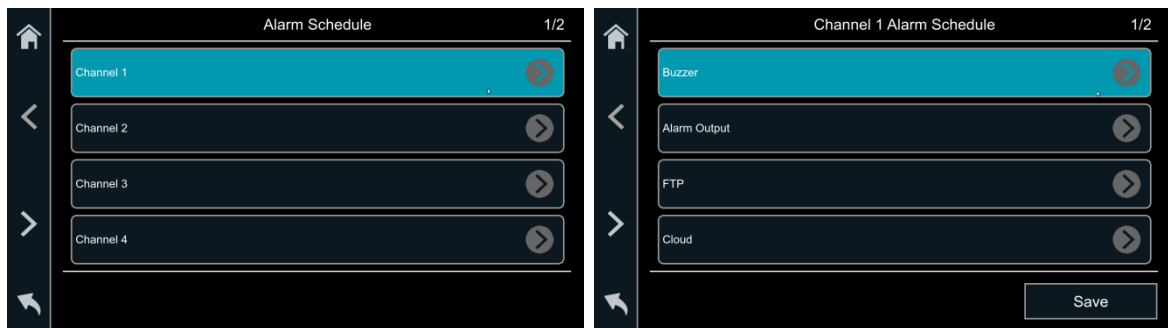 Alarm Schedule 1/2
Channel 1
Channel 2
Channel 3
Channel 4
Channel 1 Alarm Schedule 1/2
Buzzer
Alarm Output
FTP
Cloud
Save